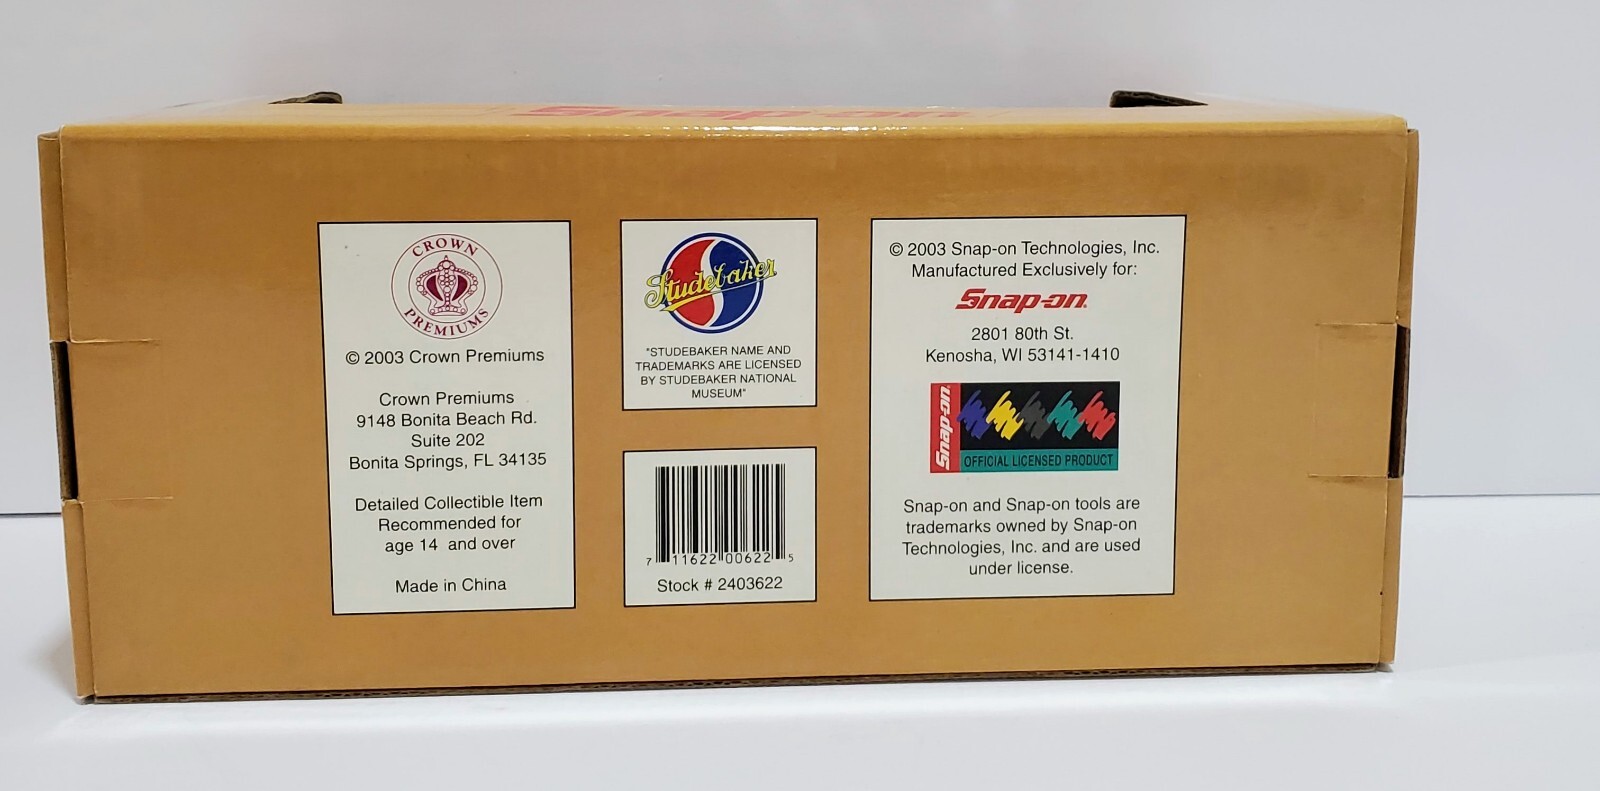 Snap-on
CROWN
PREMIUMS
© 2003 Crown Premiums
Crown Premiums
9148 Bonita Beach Rd.
Suite 202
Bonita Springs, FL 34135
Detailed Collectible Item
Recommended for
age 14 and over
Made in China
Studebaker
"STUDEBAKER NAME AND
TRADEMARKS ARE LICENSED
BY STUDEBAKER NATIONAL
MUSEUM"
7 11622 00622 5
Stock # 2403622
© 2003 Snap-on Technologies, Inc.
Manufactured Exclusively for:
Snap-on®
2801 80th St.
Kenosha, WI 53141-1410
Snap-on®
OFFICIAL LICENSED PRODUCT
Snap-on and Snap-on tools are
trademarks owned by Snap-on
Technologies, Inc. and are used
under license.